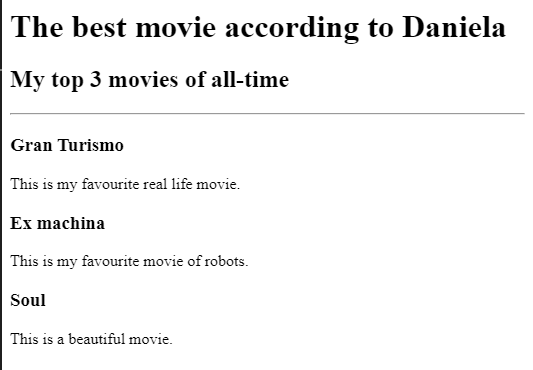 The best movie according to Daniela
My top 3 movies of all-time
Gran Turismo
This is my favourite real life movie.
Ex machina
This is my favourite movie of robots.
Soul
This is a beautiful movie.